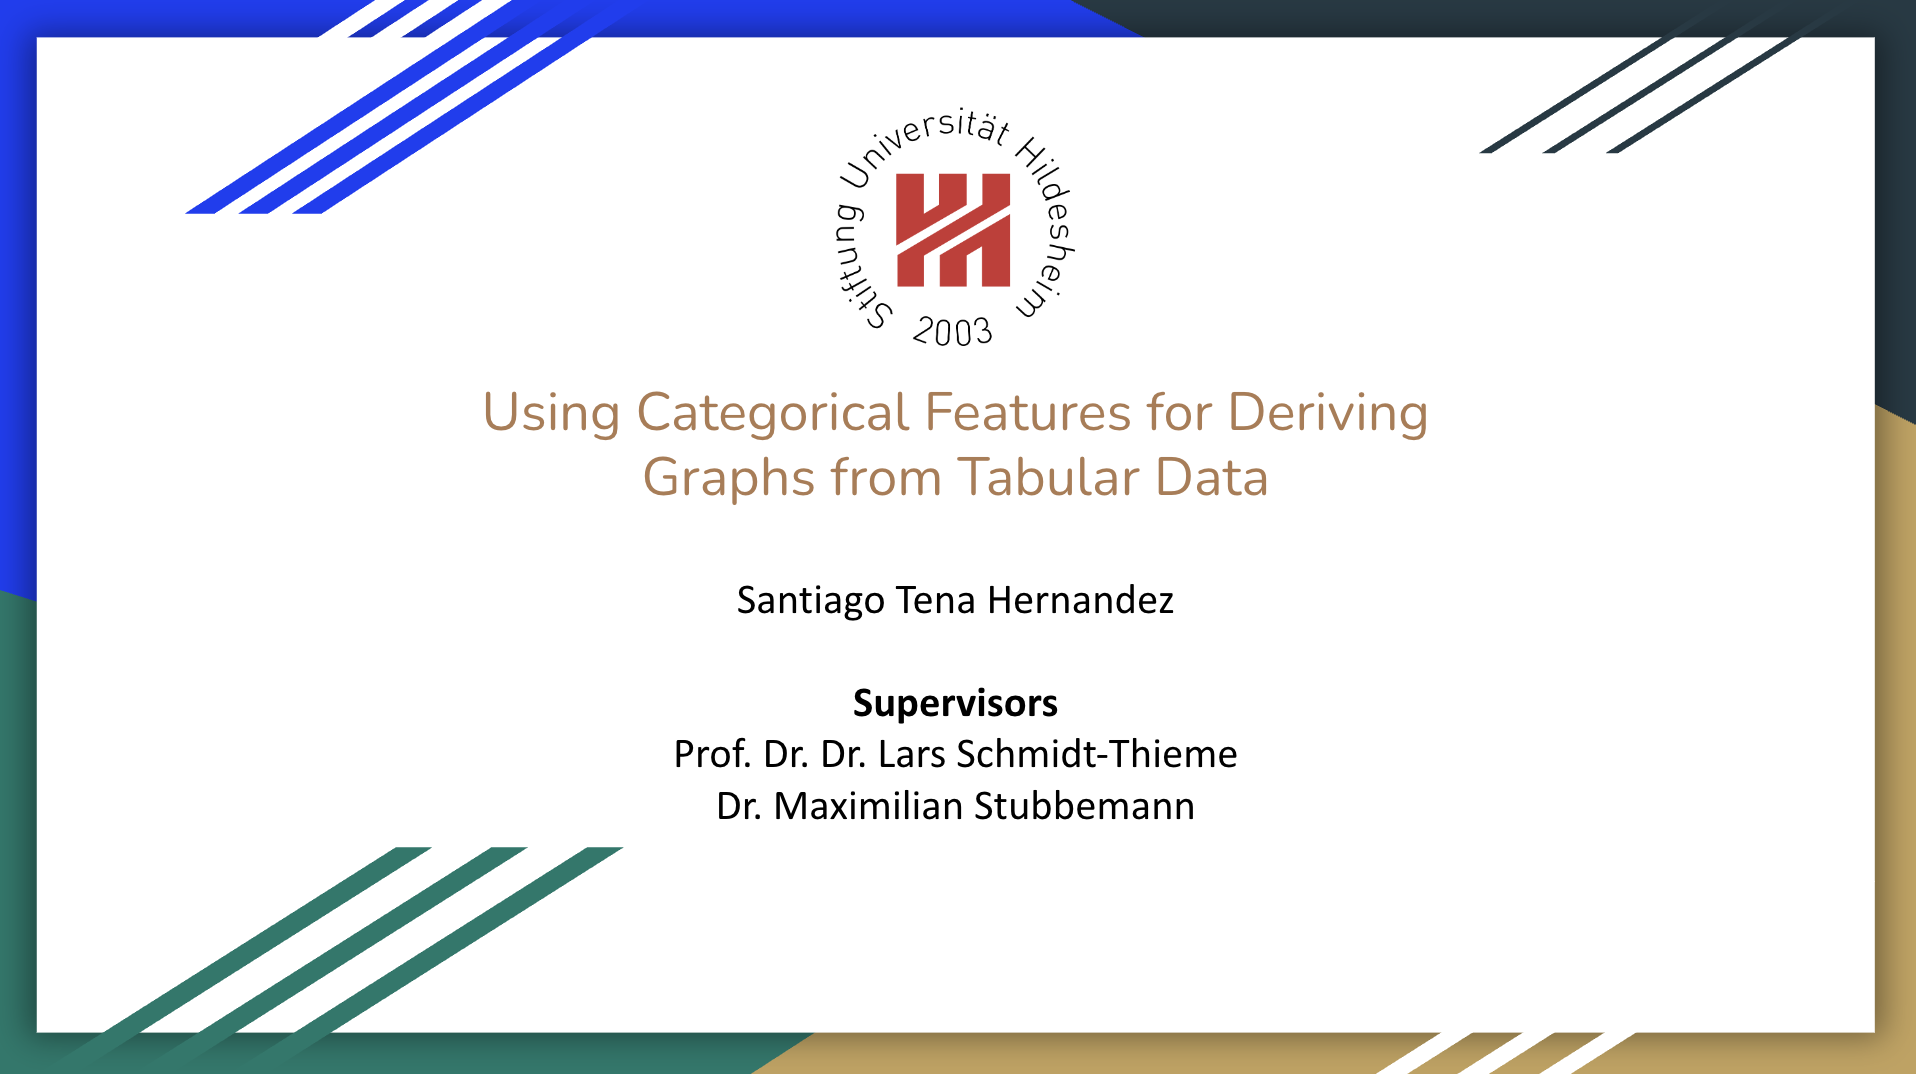 Stiftung Universität Hildesheim
2003
Using Categorical Features for Deriving
Graphs from Tabular Data
Santiago Tena Hernandez
Supervisors
Prof. Dr. Dr. Lars Schmidt-Thieme
Dr. Maximilian Stubbemann